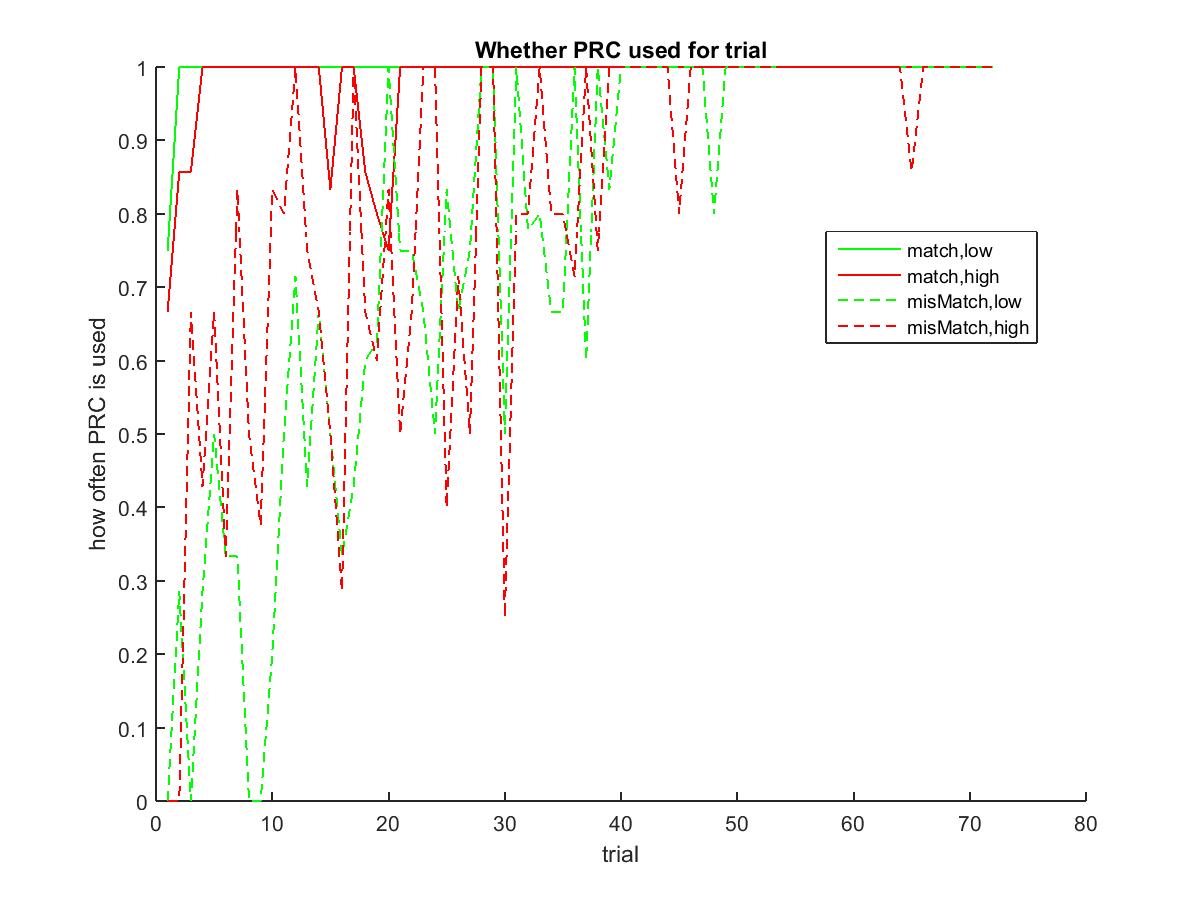 Whether PRC used for trial
how often PRC is used
1
0.9
0.8
0.7
0.6
0.5
0.4
0.3
0.2
0.1
0
match,low
match,high
misMatch,low
misMatch,high
0 10 20 30 40 50 60 70 80
trial